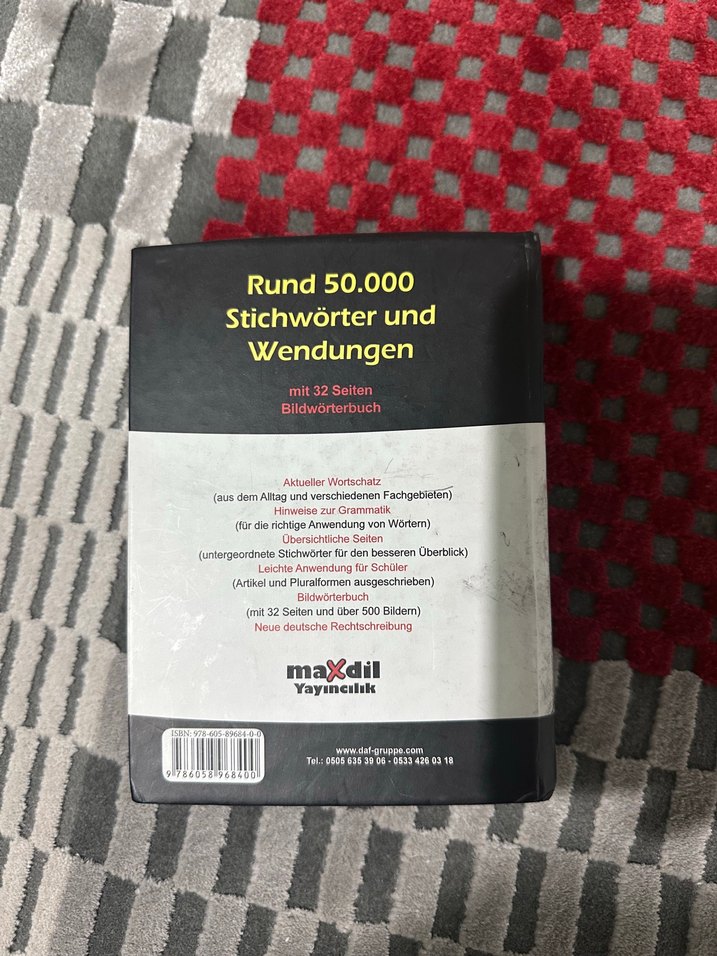 Rund 50.000
Stichwörter und
Wendungen
mit 32 Seiten
Bildwörterbuch
Aktueller Wortschatz
(aus dem Alltag und verschiedenen Fachgebieten)
Hinweise zur Grammatik
(für die richtige Anwendung von Wörtern)
Übersichtliche Seiten
(untergeordnete Stichwörter für den besseren Überblick)
Leichte Anwendung für Schüler
(Artikel und Pluralformen ausgeschrieben)
Bildwörterbuch
(mit 32 Seiten und über 500 Bildern)
Neue deutsche Rechtschreibung
maXdil
Yayıncılık
ISBN: 978-605-89684-0-0
9 786058 968400
www.daf-gruppe.com
Tel.: 0505 635 39 06 - 0533 426 03 18